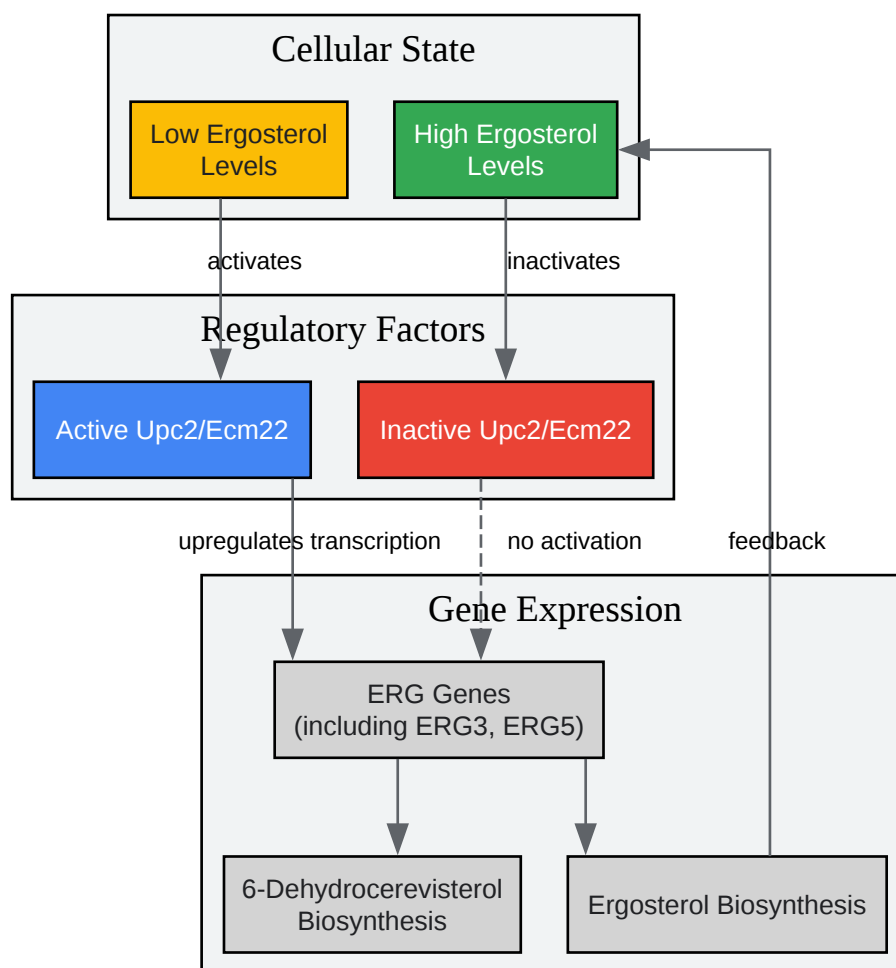 Cellular State
Low Ergosterol
Levels
High Ergosterol
Levels
activates
inactivates
Regulatory Factors
Active Upc2/Ecm22
Inactive Upc2/Ecm22
upregulates transcription
no activation
feedback
Gene Expression
ERG Genes
(including ERG3, ERG5)
6-Dehydrocerevisterol
Biosynthesis
Ergosterol Biosynthesis